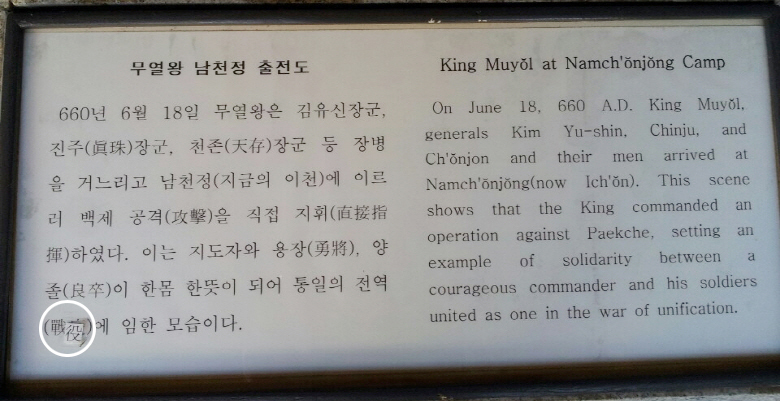 무열왕 남천정 출전도
660년 6월 18일 무열왕은 김유신장군,
진주(眞珠)장군, 천존(天存)장군 등 장병
을 거느리고 남천정(지금의 이천)에 이르
러 백제 공격(攻擊)을 직접 지휘(直接指
揮)하였다. 이는 지도자와 용장(勇將), 양
졸(良卒)이 한몸 한뜻이 되어 통일의 전역
(戰役)에 임한 모습이다.
King Muyŏl at Namch'ŏnjŏng Camp
On June 18, 660 A.D. King Muyŏl,
generals Kim Yu-shin, Chinju, and
Ch'ŏnjon and their men arrived at
Namch'ŏnjŏng(now Ich'ŏn). This scene
shows that the King commanded an
operation against Paekche, setting an
example of solidarity between a
courageous commander and his soldiers
united as one in the war of unification.